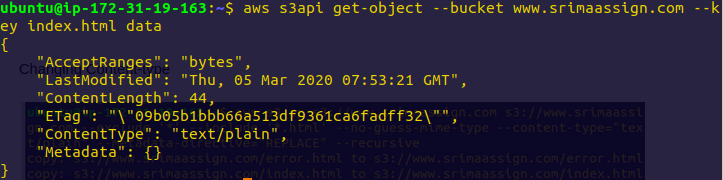 ubuntu@ip-172-31-19-163:~$ aws s3api get-object --bucket www.srimaassign.com --k
ey index.html data
{
    "AcceptRanges": "bytes",
    "LastModified": "Thu, 05 Mar 2020 07:53:21 GMT",
    "ContentLength": 44,
    "ETag": "\"09b05b1bbb66a513df9361ca6fadff32\"",
    "ContentType": "text/plain",
    "Metadata": {}
}